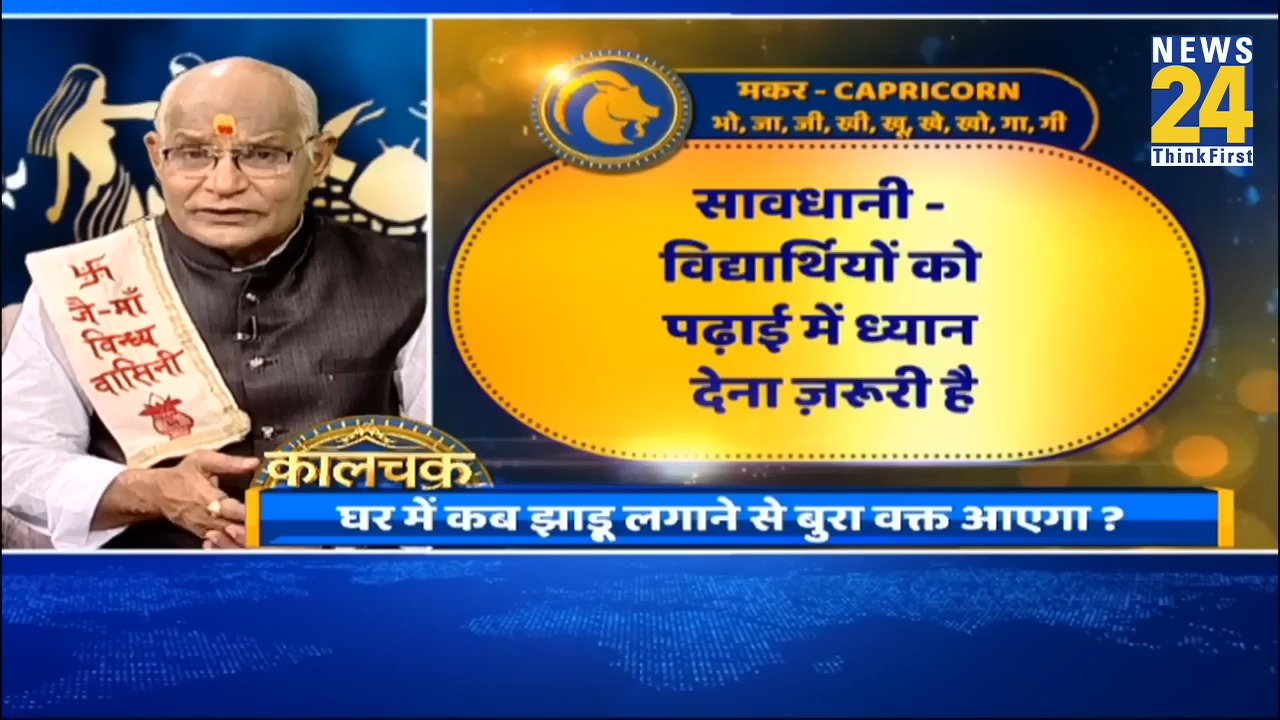 NEWS
24
ThinkFirst
मकर - CAPRICORN
भो, जा, जी, खी, खू, खे, खो, गा, गी
सावधानी -
विद्यार्थियों को
पढ़ाई में ध्यान
देना ज़रूरी है
जै-माँ
विन्ध्य
वासिनी
कालचक्र
घर में कब झाडू लगाने से बुरा वक्त आएगा ?